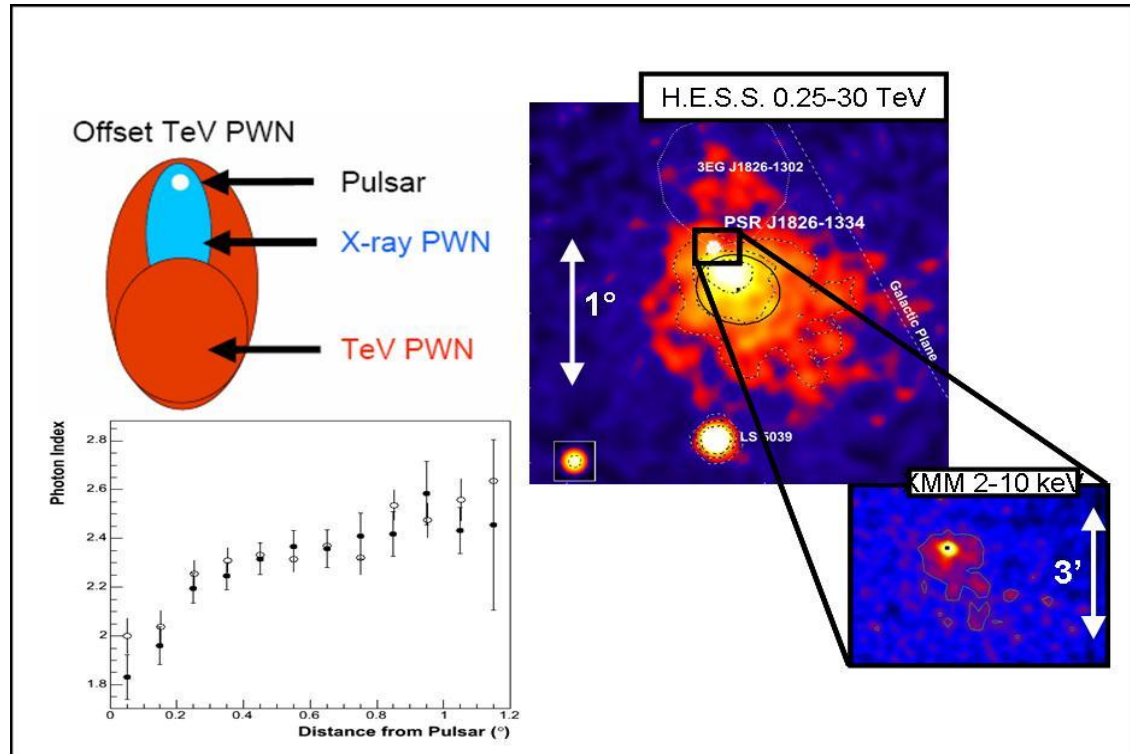 Offset TeV PWN
Pulsar
X-ray PWN
TeV PWN
H.E.S.S. 0.25-30 TeV
3EG J1826-1302
PSR J1826-1334
1°
Galactic Plane
LS 5039
XMM 2-10 keV
3’
Photon Index
2.8
2.6
2.4
2.2
2
1.8
0 0.2 0.4 0.6 0.8 1 1.2
Distance from Pulsar (°)